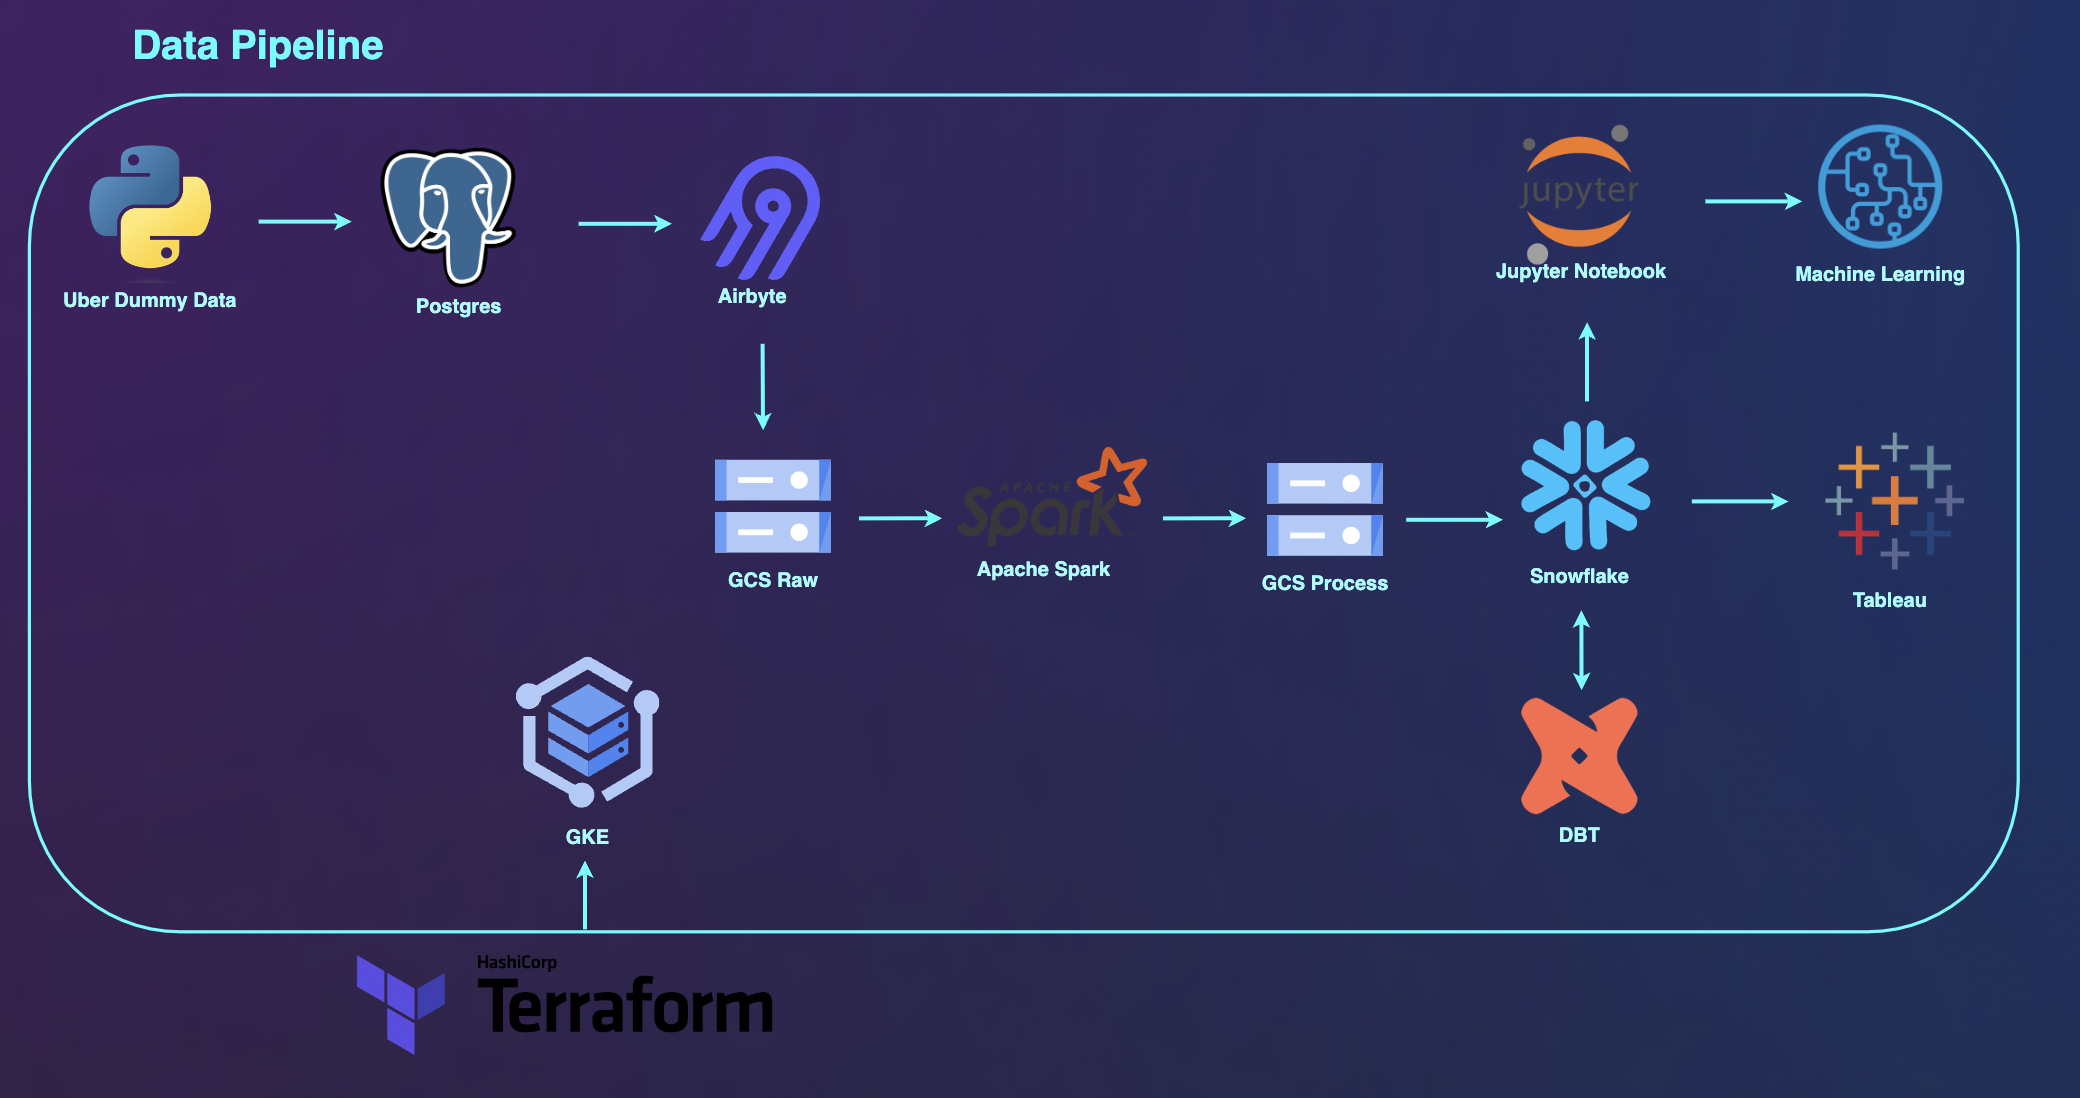 Data Pipeline
Uber Dummy Data
Postgres
Airbyte
jupyter
Jupyter Notebook
Machine Learning
GCS Raw
APACHE
Spark
Apache Spark
GCS Process
Snowflake
Tableau
GKE
DBT
HashiCorp
Terraform